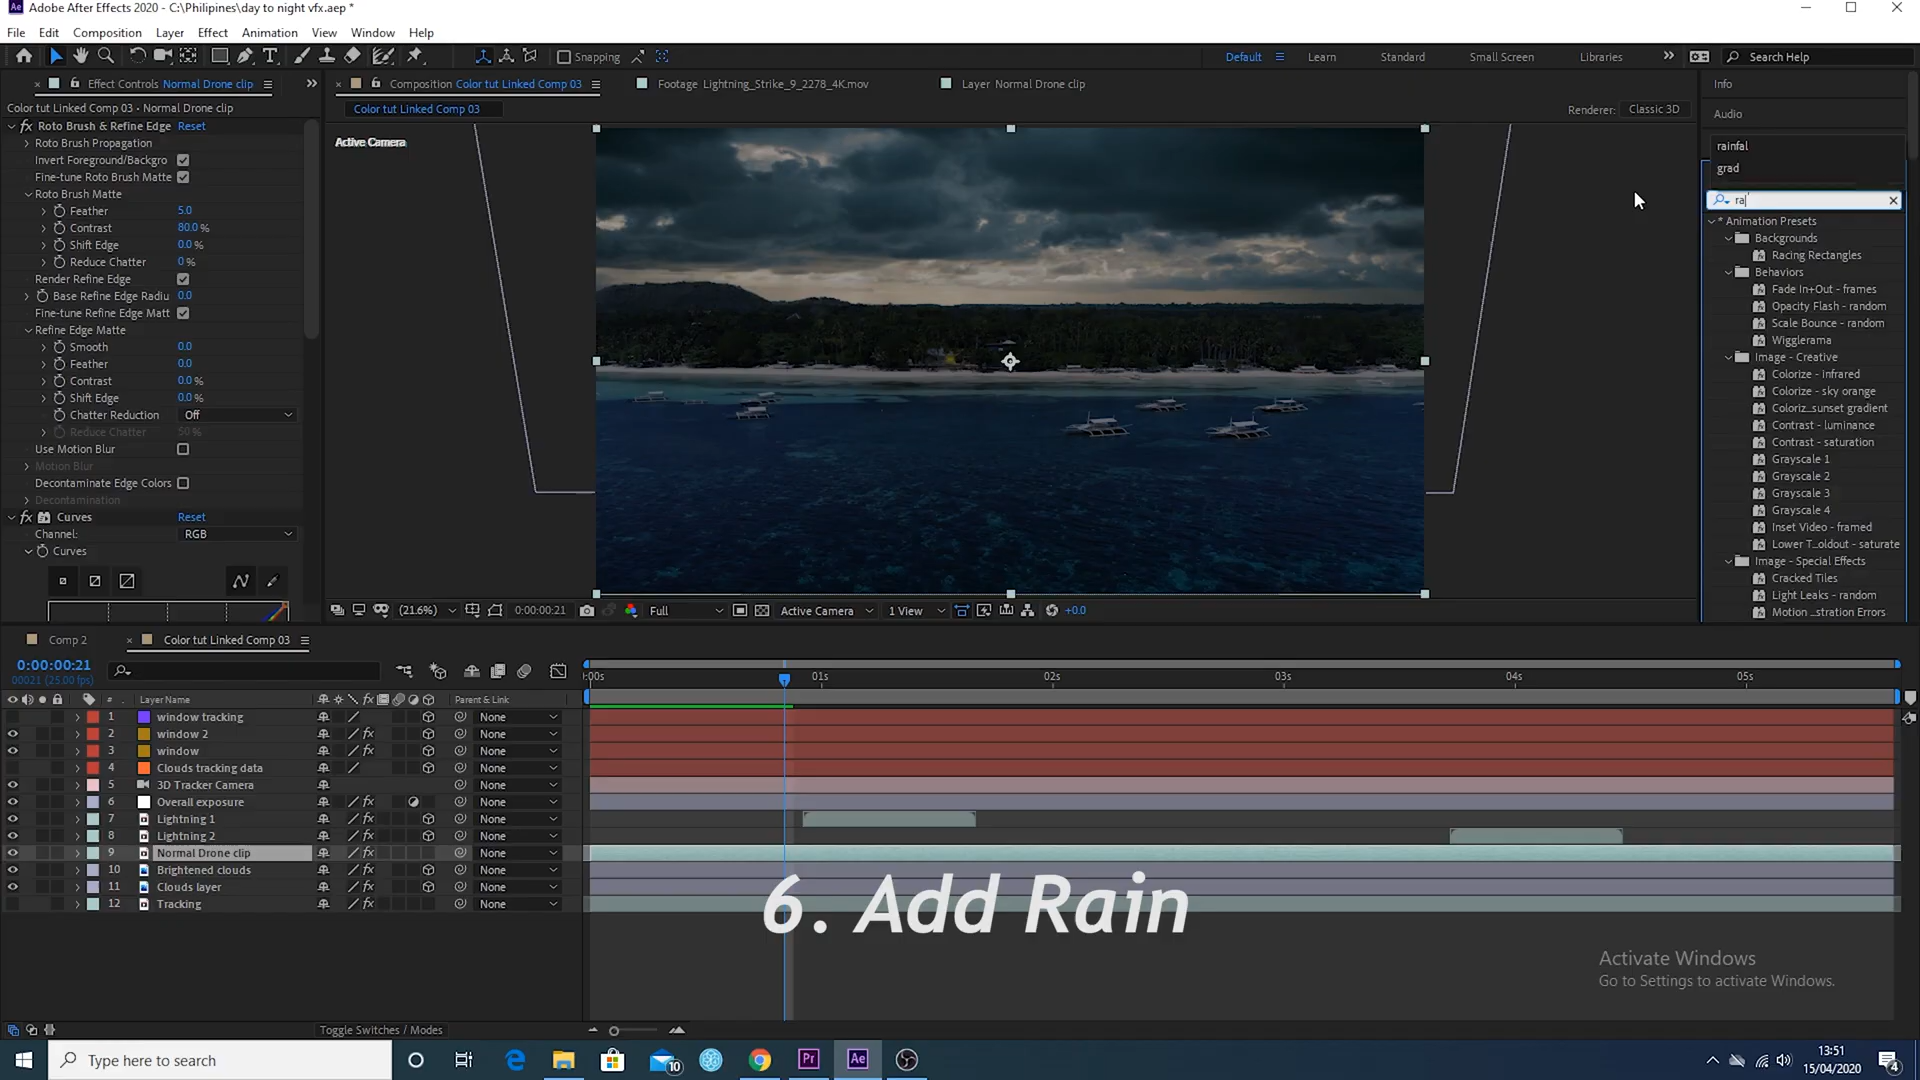 Adobe After Effects 2020 - C:\Philipines\day to night vfx.aep *
File Edit Composition Layer Effect Animation View Window Help
Snapping
Default Learn Standard Small Screen Libraries Search Help
Effect Controls Normal Drone clip
Composition Color tut Linked Comp 03
Footage Lightning_Strike_9_2278_4K.mov
Layer Normal Drone clip
Info
Color tut Linked Comp 03 • Normal Drone clip
Color tut Linked Comp 03
Renderer: Classic 3D
Audio
Roto Brush & Refine Edge Reset
Roto Brush Propagation
Invert Foreground/Backgro
Fine-tune Roto Brush Matte
Roto Brush Matte
Feather 5.0
Contrast 80.0 %
Shift Edge 0.0 %
Reduce Chatter 0 %
Render Refine Edge
Base Refine Edge Radiu 0.0
Fine-tune Refine Edge Matt
Refine Edge Matte
Smooth 0.0
Feather 0.0
Contrast 0.0 %
Shift Edge 0.0 %
Chatter Reduction Off
Reduce Chatter 50 %
Use Motion Blur
Motion Blur
Decontaminate Edge Colors
Decontamination
Curves Reset
Channel: RGB
Curves
Active Camera
rainfal
grad
ra
* Animation Presets
Backgrounds
Racing Rectangles
Behaviors
Fade In+Out - frames
Opacity Flash - random
Scale Bounce - random
Wigglerama
Image - Creative
Colorize - infrared
Colorize - sky orange
Coloriz...sunset gradient
Contrast - luminance
Contrast - saturation
Grayscale 1
Grayscale 2
Grayscale 3
Grayscale 4
Inset Video - framed
Lower T...oldout - saturate
Image - Special Effects
Cracked Tiles
Light Leaks - random
Motion ...stration Errors
(21.6%) 0:00:00:21 Full Active Camera 1 View +0.0
Comp 2
Color tut Linked Comp 03
0:00:00:21
00021 (25.00 fps)
:00s 01s 02s 03s 04s 05s
# Layer Name Parent & Link
1 window tracking None
2 window 2 None
3 window None
4 Clouds tracking data None
5 3D Tracker Camera None
6 Overall exposure None
7 Lightning 1 None
8 Lightning 2 None
9 Normal Drone clip None
10 Brightened clouds None
11 Clouds layer None
12 Tracking None
6. Add Rain
Activate Windows
Go to Settings to activate Windows.
Toggle Switches / Modes
Type here to search
10
Pr
Ae
13:51
15/04/2020
4